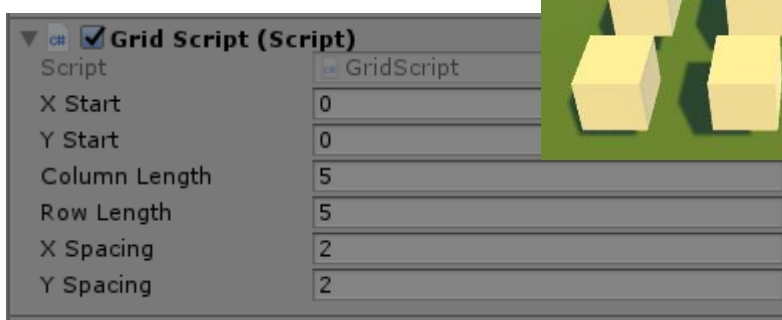 C# Grid Script (Script)
Script GridScript
X Start 0
Y Start 0
Column Length 5
Row Length 5
X Spacing 2
Y Spacing 2